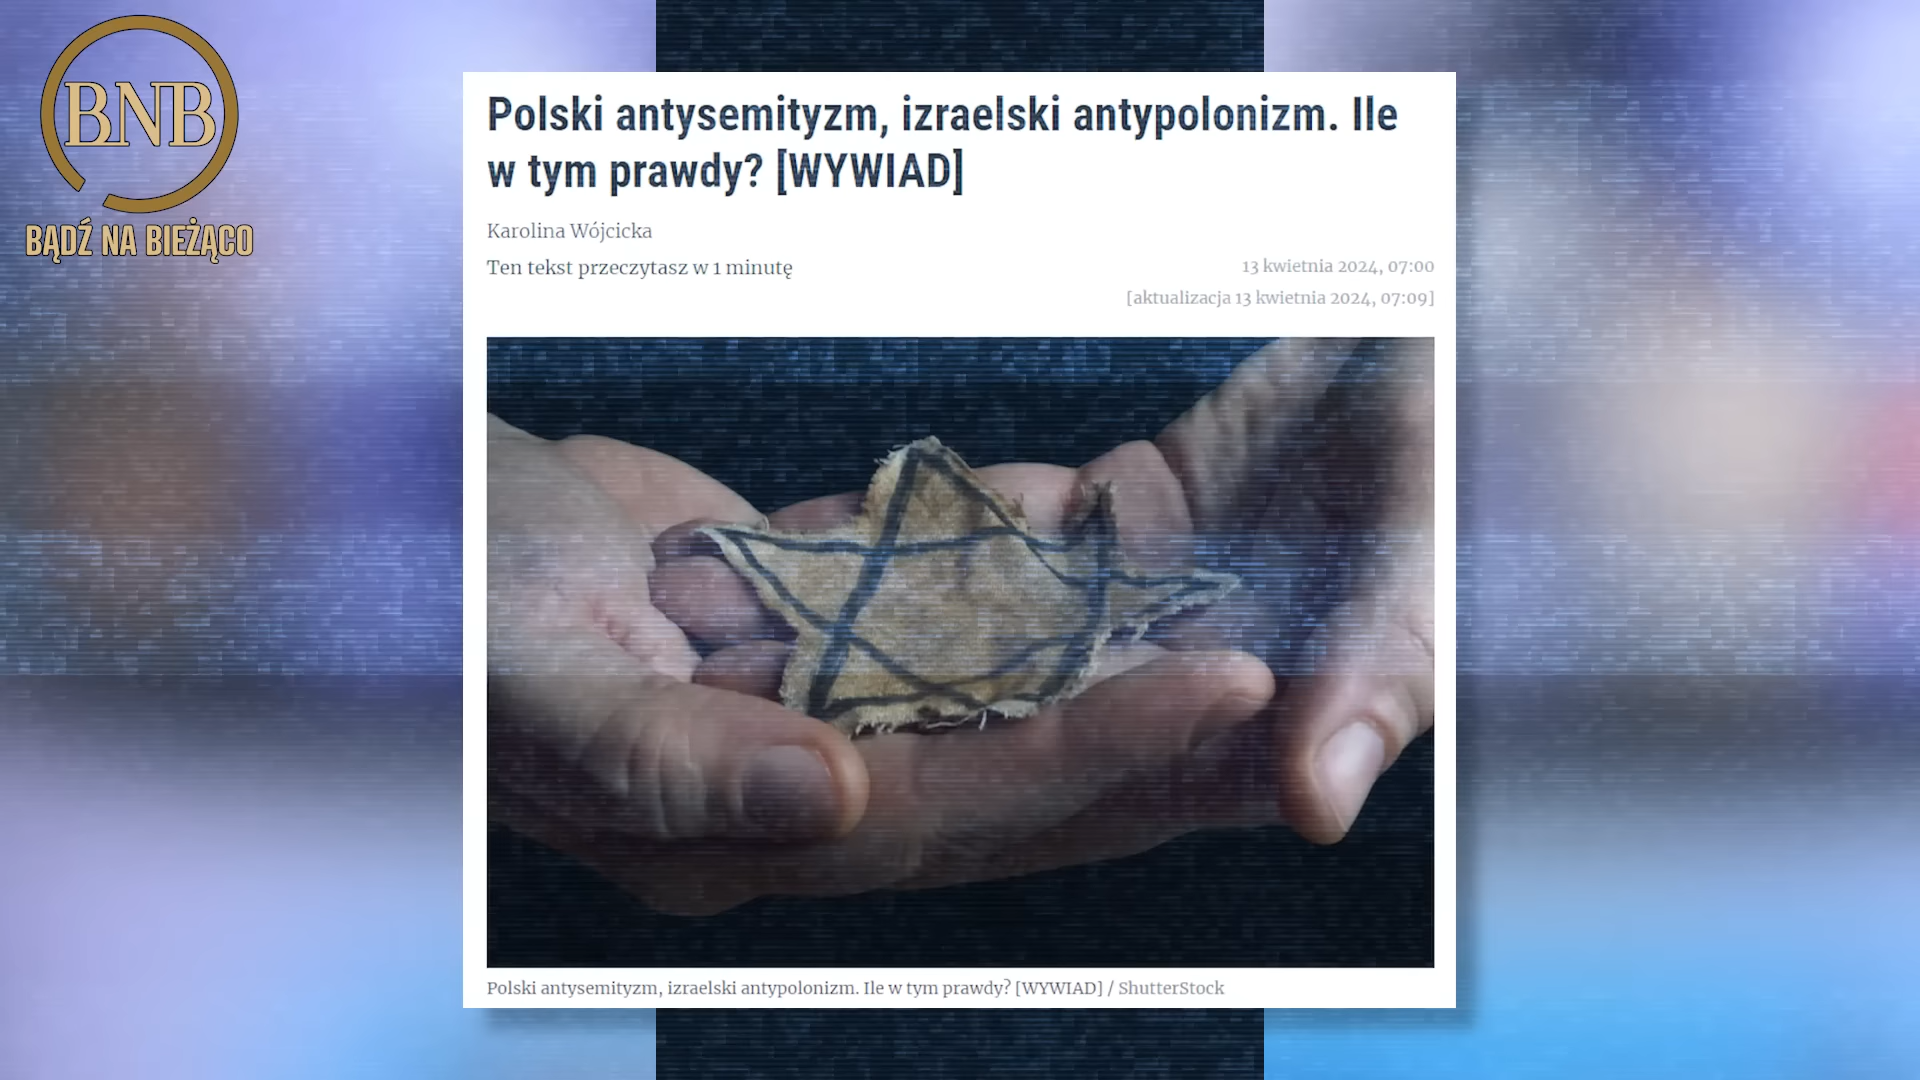 BNB
BĄDŹ NA BIEŻĄCO
Polski antysemityzm, izraelski antypolonizm. Ile
w tym prawdy? [WYWIAD]
Karolina Wójcicka
Ten tekst przeczytasz w 1 minutę
13 kwietnia 2024, 07:00
[aktualizacja 13 kwietnia 2024, 07:09]
Polski antysemityzm, izraelski antypolonizm. Ile w tym prawdy? [WYWIAD] / ShutterStock